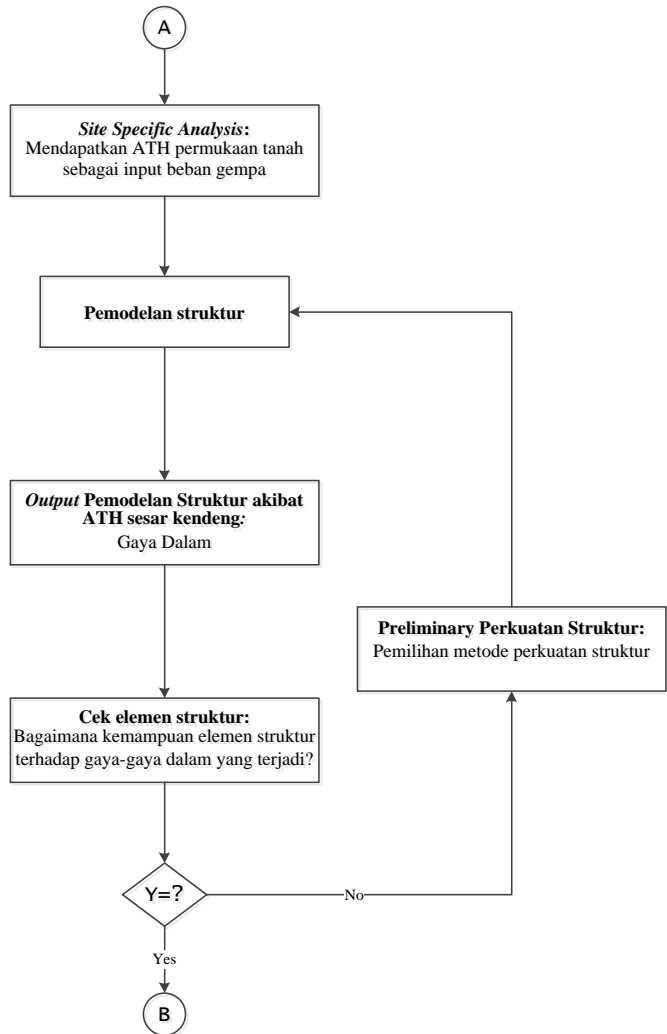 A
Site Specific Analysis:
Mendapatkan ATH permukaan tanah
sebagai input beban gempa
Pemodelan struktur
Output Pemodelan Struktur akibat
ATH sesar kendeng:
Gaya Dalam
Preliminary Perkuatan Struktur:
Pemilihan metode perkuatan struktur
Cek elemen struktur:
Bagaimana kemampuan elemen struktur
terhadap gaya-gaya dalam yang terjadi?
Y=?
No
Yes
B